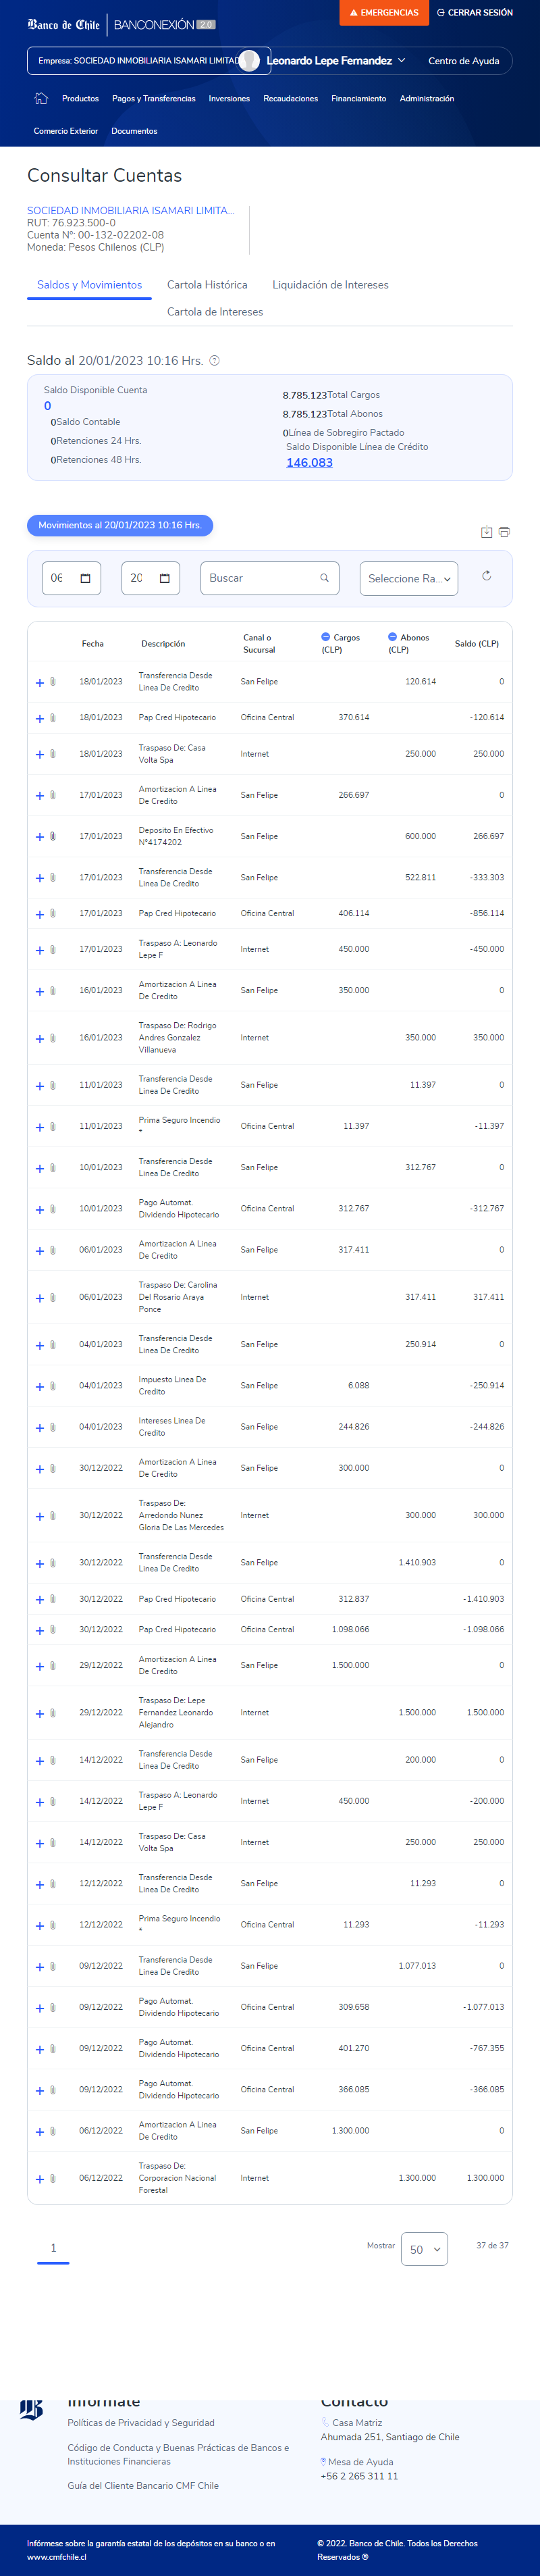 EMERGENCIAS CERRAR SESIÓN
Banco de Chile BANCONEXIÓN 2.0
Empresa: SOCIEDAD INMOBILIARIA ISAMARI LIMITAD Leonardo Lepe Fernandez Centro de Ayuda
Productos Pagos y Transferencias Inversiones Recaudaciones Financiamiento Administración
Comercio Exterior Documentos
Consultar Cuentas
SOCIEDAD INMOBILIARIA ISAMARI LIMITA...
RUT: 76.923.500-0
Cuenta N°: 00-132-02202-08
Moneda: Pesos Chilenos (CLP)
Saldos y Movimientos Cartola Histórica Liquidación de Intereses
Cartola de Intereses
Saldo al 20/01/2023 10:16 Hrs.
Saldo Disponible Cuenta
0
0Saldo Contable
0Retenciones 24 Hrs.
0Retenciones 48 Hrs.
8.785.123Total Cargos
8.785.123Total Abonos
0Línea de Sobregiro Pactado
Saldo Disponible Línea de Crédito
146.083
Movimientos al 20/01/2023 10:16 Hrs.
06 20 Buscar Seleccione Ra...
Fecha Descripción Canal o Sucursal Cargos (CLP) Abonos (CLP) Saldo (CLP)
18/01/2023 Transferencia Desde Linea De Credito San Felipe 120.614 0
18/01/2023 Pap Cred Hipotecario Oficina Central 370.614 -120.614
18/01/2023 Traspaso De: Casa Volta Spa Internet 250.000 250.000
17/01/2023 Amortizacion A Linea De Credito San Felipe 266.697 0
17/01/2023 Deposito En Efectivo N°4174202 San Felipe 600.000 266.697
17/01/2023 Transferencia Desde Linea De Credito San Felipe 522.811 -333.303
17/01/2023 Pap Cred Hipotecario Oficina Central 406.114 -856.114
17/01/2023 Traspaso A: Leonardo Lepe F Internet 450.000 -450.000
16/01/2023 Amortizacion A Linea De Credito San Felipe 350.000 0
16/01/2023 Traspaso De: Rodrigo Andres Gonzalez Villanueva Internet 350.000 350.000
11/01/2023 Transferencia Desde Linea De Credito San Felipe 11.397 0
11/01/2023 Prima Seguro Incendio * Oficina Central 11.397 -11.397
10/01/2023 Transferencia Desde Linea De Credito San Felipe 312.767 0
10/01/2023 Pago Automat. Dividendo Hipotecario Oficina Central 312.767 -312.767
06/01/2023 Amortizacion A Linea De Credito San Felipe 317.411 0
06/01/2023 Traspaso De: Carolina Del Rosario Araya Ponce Internet 317.411 317.411
04/01/2023 Transferencia Desde Linea De Credito San Felipe 250.914 0
04/01/2023 Impuesto Linea De Credito San Felipe 6.088 -250.914
04/01/2023 Intereses Linea De Credito San Felipe 244.826 -244.826
30/12/2022 Amortizacion A Linea De Credito San Felipe 300.000 0
30/12/2022 Traspaso De: Arredondo Nunez Gloria De Las Mercedes Internet 300.000 300.000
30/12/2022 Transferencia Desde Linea De Credito San Felipe 1.410.903 0
30/12/2022 Pap Cred Hipotecario Oficina Central 312.837 -1.410.903
30/12/2022 Pap Cred Hipotecario Oficina Central 1.098.066 -1.098.066
29/12/2022 Amortizacion A Linea De Credito San Felipe 1.500.000 0
29/12/2022 Traspaso De: Lepe Fernandez Leonardo Alejandro Internet 1.500.000 1.500.000
14/12/2022 Transferencia Desde Linea De Credito San Felipe 200.000 0
14/12/2022 Traspaso A: Leonardo Lepe F Internet 450.000 -200.000
14/12/2022 Traspaso De: Casa Volta Spa Internet 250.000 250.000
12/12/2022 Transferencia Desde Linea De Credito San Felipe 11.293 0
12/12/2022 Prima Seguro Incendio * Oficina Central 11.293 -11.293
09/12/2022 Transferencia Desde Linea De Credito San Felipe 1.077.013 0
09/12/2022 Pago Automat. Dividendo Hipotecario Oficina Central 309.658 -1.077.013
09/12/2022 Pago Automat. Dividendo Hipotecario Oficina Central 401.270 -767.355
09/12/2022 Pago Automat. Dividendo Hipotecario Oficina Central 366.085 -366.085
06/12/2022 Amortizacion A Linea De Credito San Felipe 1.300.000 0
06/12/2022 Traspaso De: Corporacion Nacional Forestal Internet 1.300.000 1.300.000
1 Mostrar 50 37 de 37
Infórmate
Políticas de Privacidad y Seguridad
Código de Conducta y Buenas Prácticas de Bancos e
Instituciones Financieras
Guía del Cliente Bancario CMF Chile
Contacto
Casa Matriz
Ahumada 251, Santiago de Chile
Mesa de Ayuda
+56 2 265 311 11
Infórmese sobre la garantía estatal de los depósitos en su banco o en
www.cmfchile.cl
© 2022, Banco de Chile. Todos los Derechos
Reservados ®